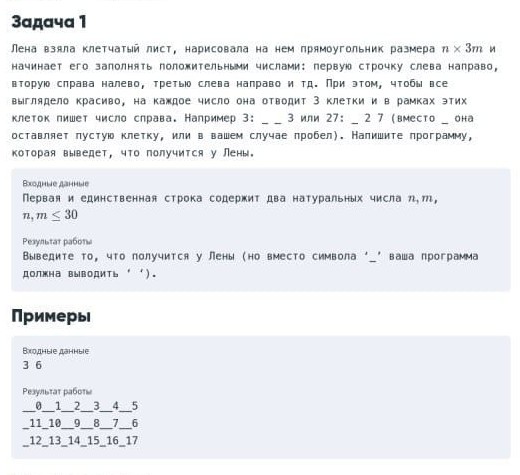 Задача 1
Лена взяла клетчатый лист, нарисовала на нем прямоугольник размера n × 3m и
начинает его заполнять положительными числами: первую строчку слева направо,
вторую справа налево, третью слева направо и тд. При этом, чтобы все
выглядело красиво, на каждое число она отводит 3 клетки и в рамках этих
клеток пишет число справа. Например 3: _ _ 3 или 27: _ 2 7 (вместо _ она
оставляет пустую клетку, или в вашем случае пробел). Напишите программу,
которая выведет, что получится у Лены.
Входные данные
Первая и единственная строка содержит два натуральных числа n, m,
n, m ≤ 30
Результат работы
Выведите то, что получится у Лены (но вместо символа ‘_’ ваша программа
должна выводить ‘ ‘).
Примеры
Входные данные
3 6
Результат работы
__0__1__2__3__4__5
_11_10__9__8__7__6
_12_13_14_15_16_17